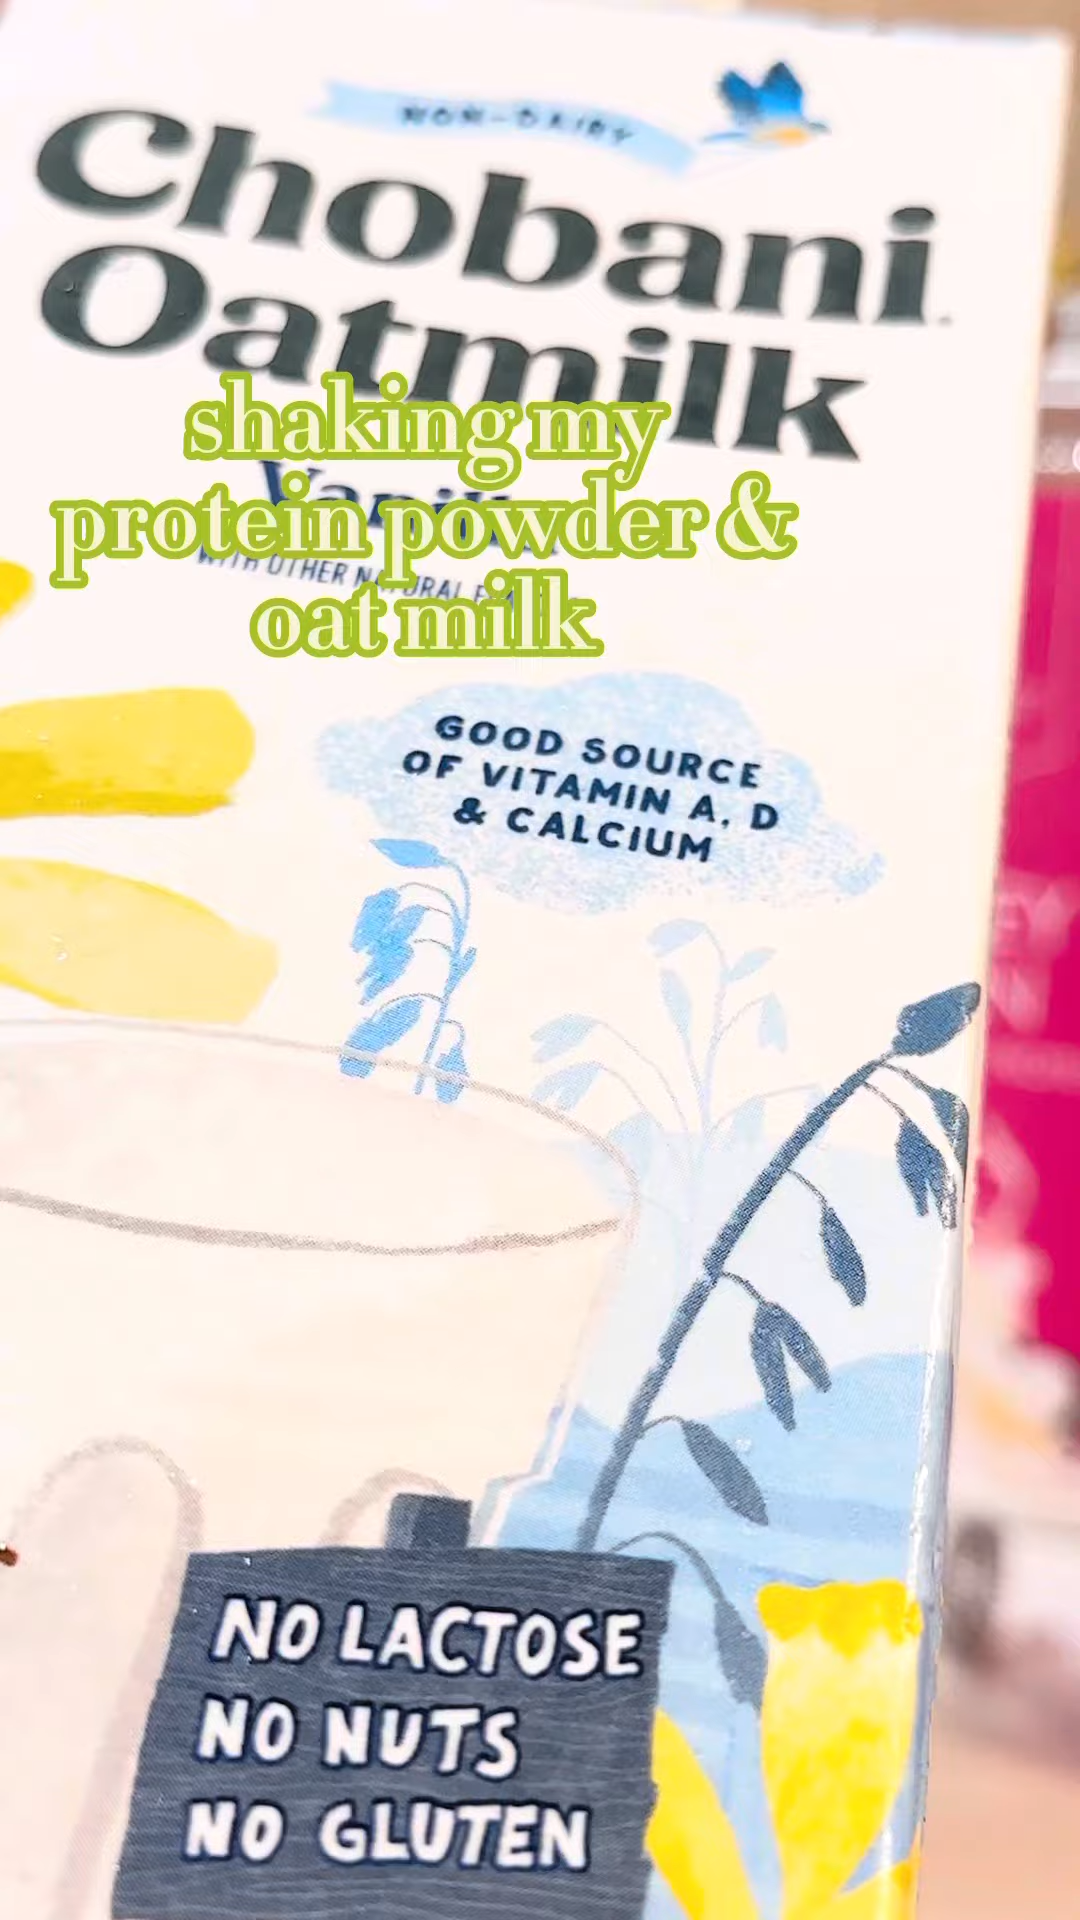 NON-DAIRY
Chobani
Oatmilk
shaking my
Vanilla
protein powder &
WITH OTHER NATURAL
oat milk
GOOD SOURCE
OF VITAMIN A, D
& CALCIUM
NO LACTOSE
NO NUTS
NO GLUTEN